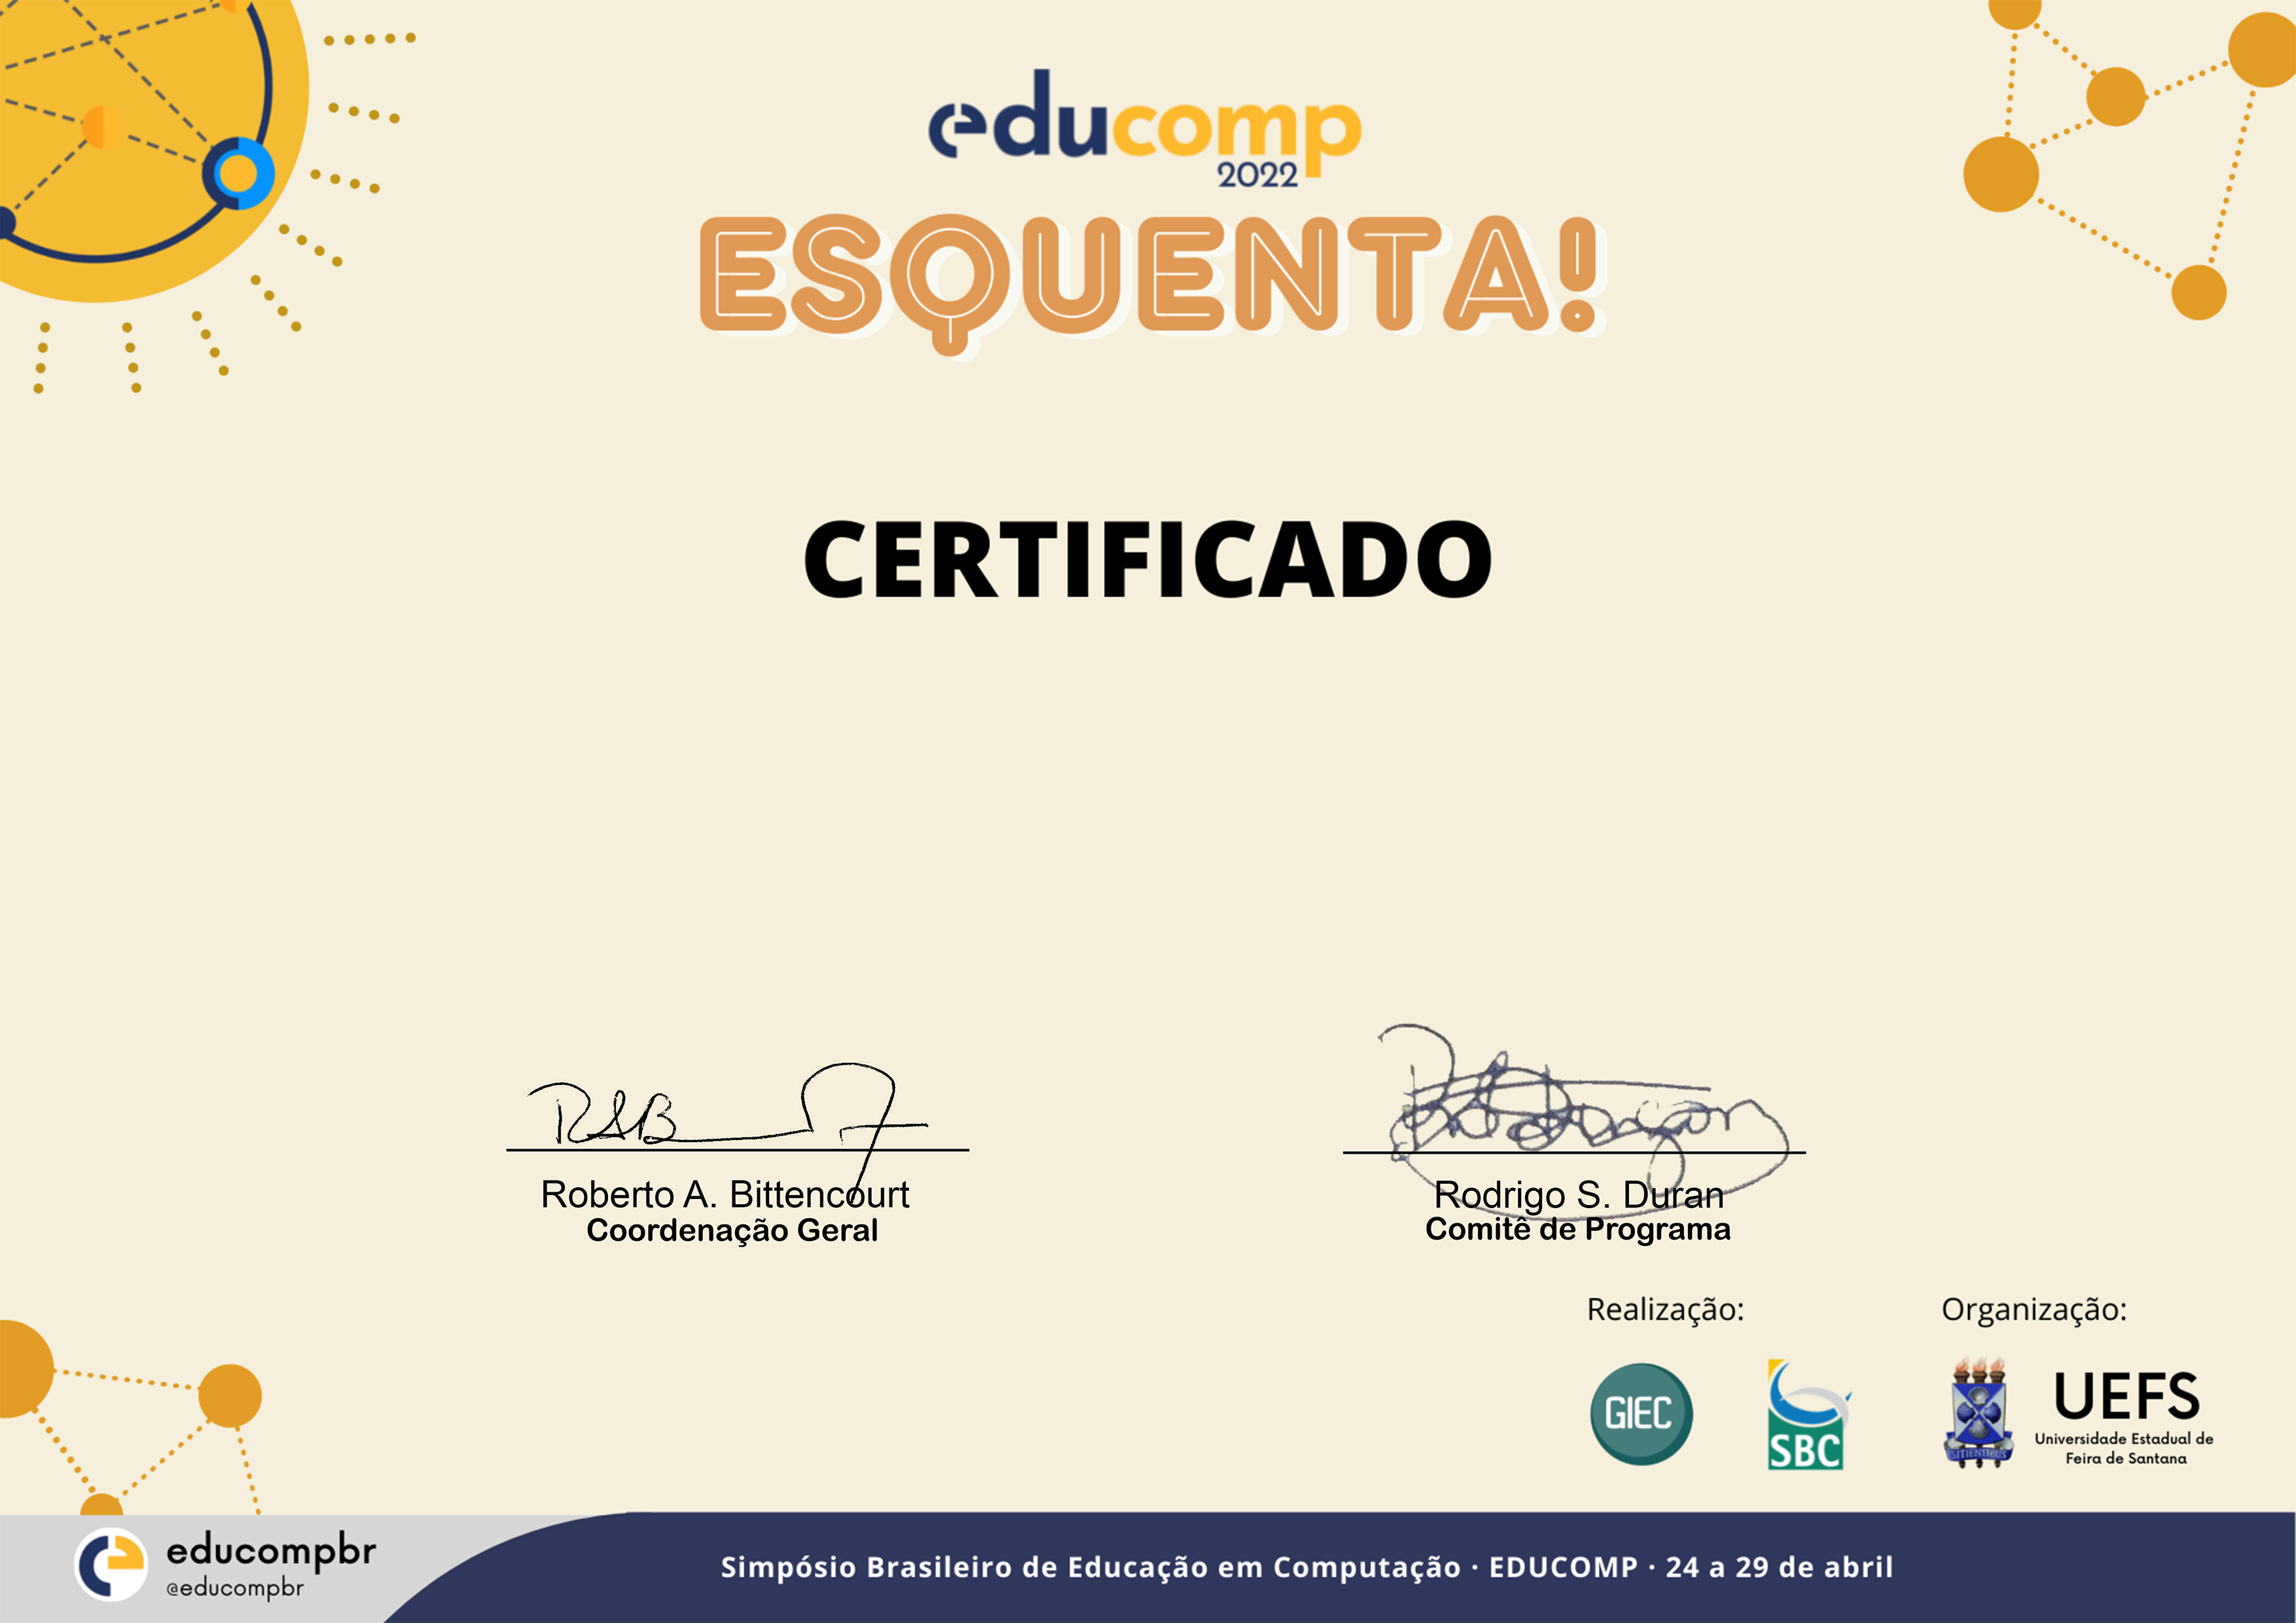 educomp
2022
ESQUENTA!
CERTIFICADO
Roberto A. Bittencourt
Coordenação Geral
Rodrigo S. Duran
Comitê de Programa
Realização:
Organização:
GIEC
SBC
SITIENTIBUS
UEFS
Universidade Estadual de
Feira de Santana
educompbr
@educompbr
Simpósio Brasileiro de Educação em Computação · EDUCOMP · 24 a 29 de abril